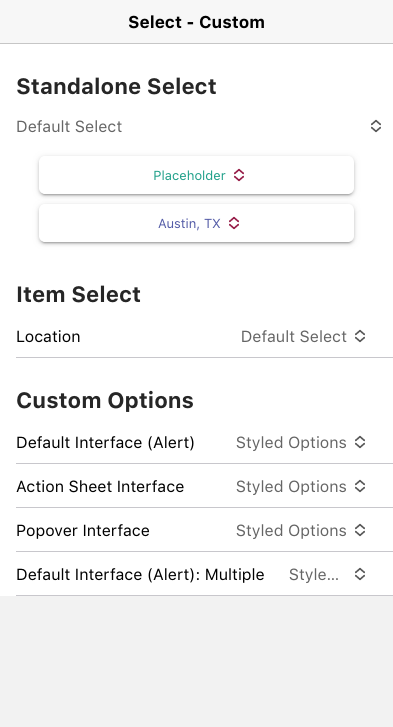 Select - Custom
Standalone Select
Default Select
Placeholder
Austin, TX
Item Select
Location Default Select
Custom Options
Default Interface (Alert) Styled Options
Action Sheet Interface Styled Options
Popover Interface Styled Options
Default Interface (Alert): Multiple Style...